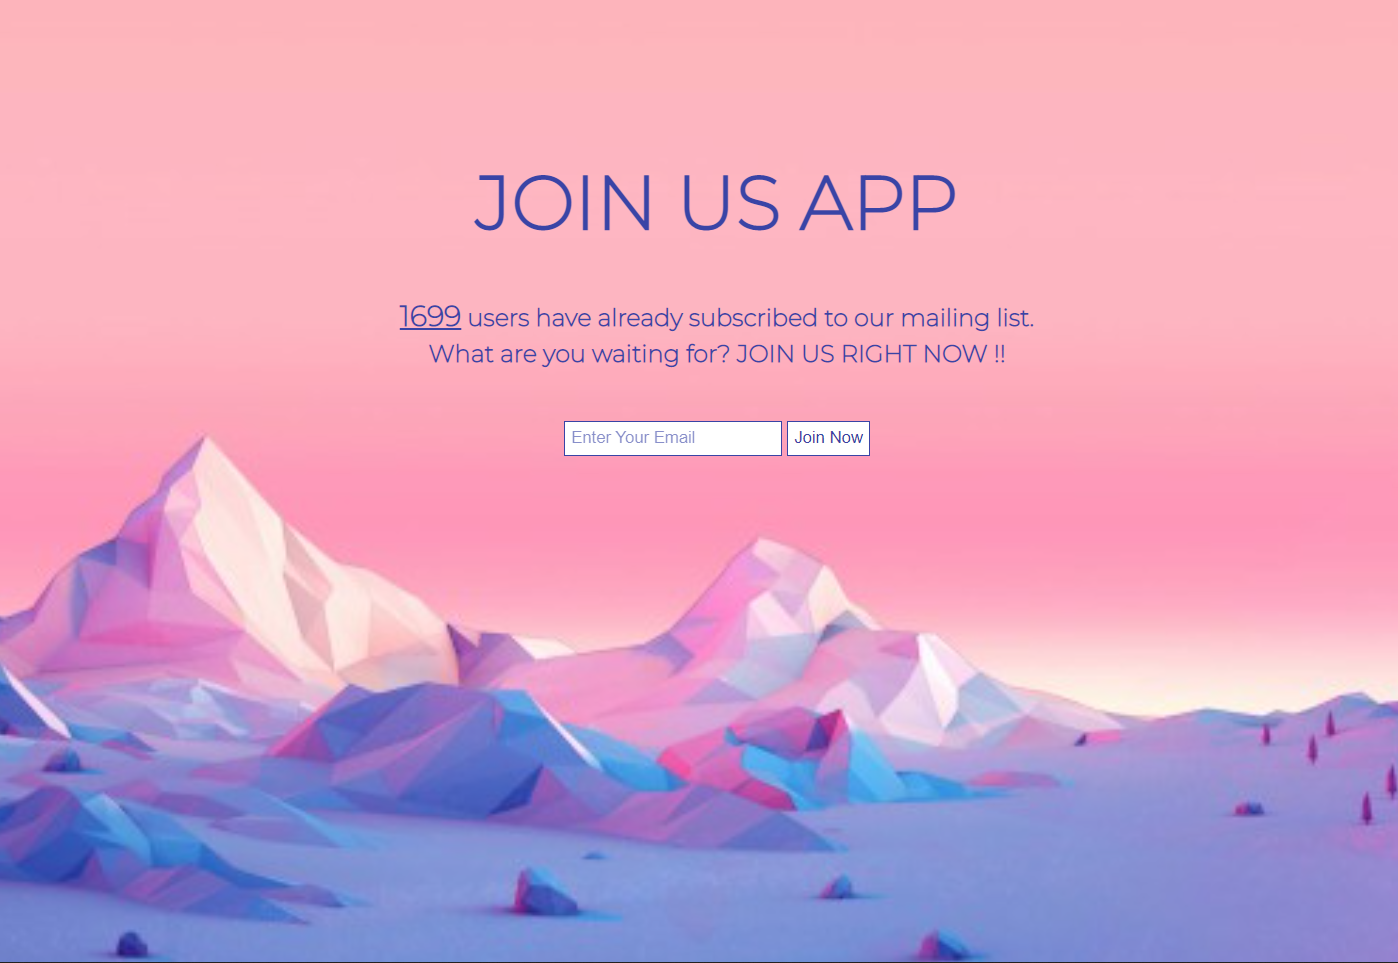 JOIN US APP
1699 users have already subscribed to our mailing list.
What are you waiting for? JOIN US RIGHT NOW !!
Enter Your Email Join Now